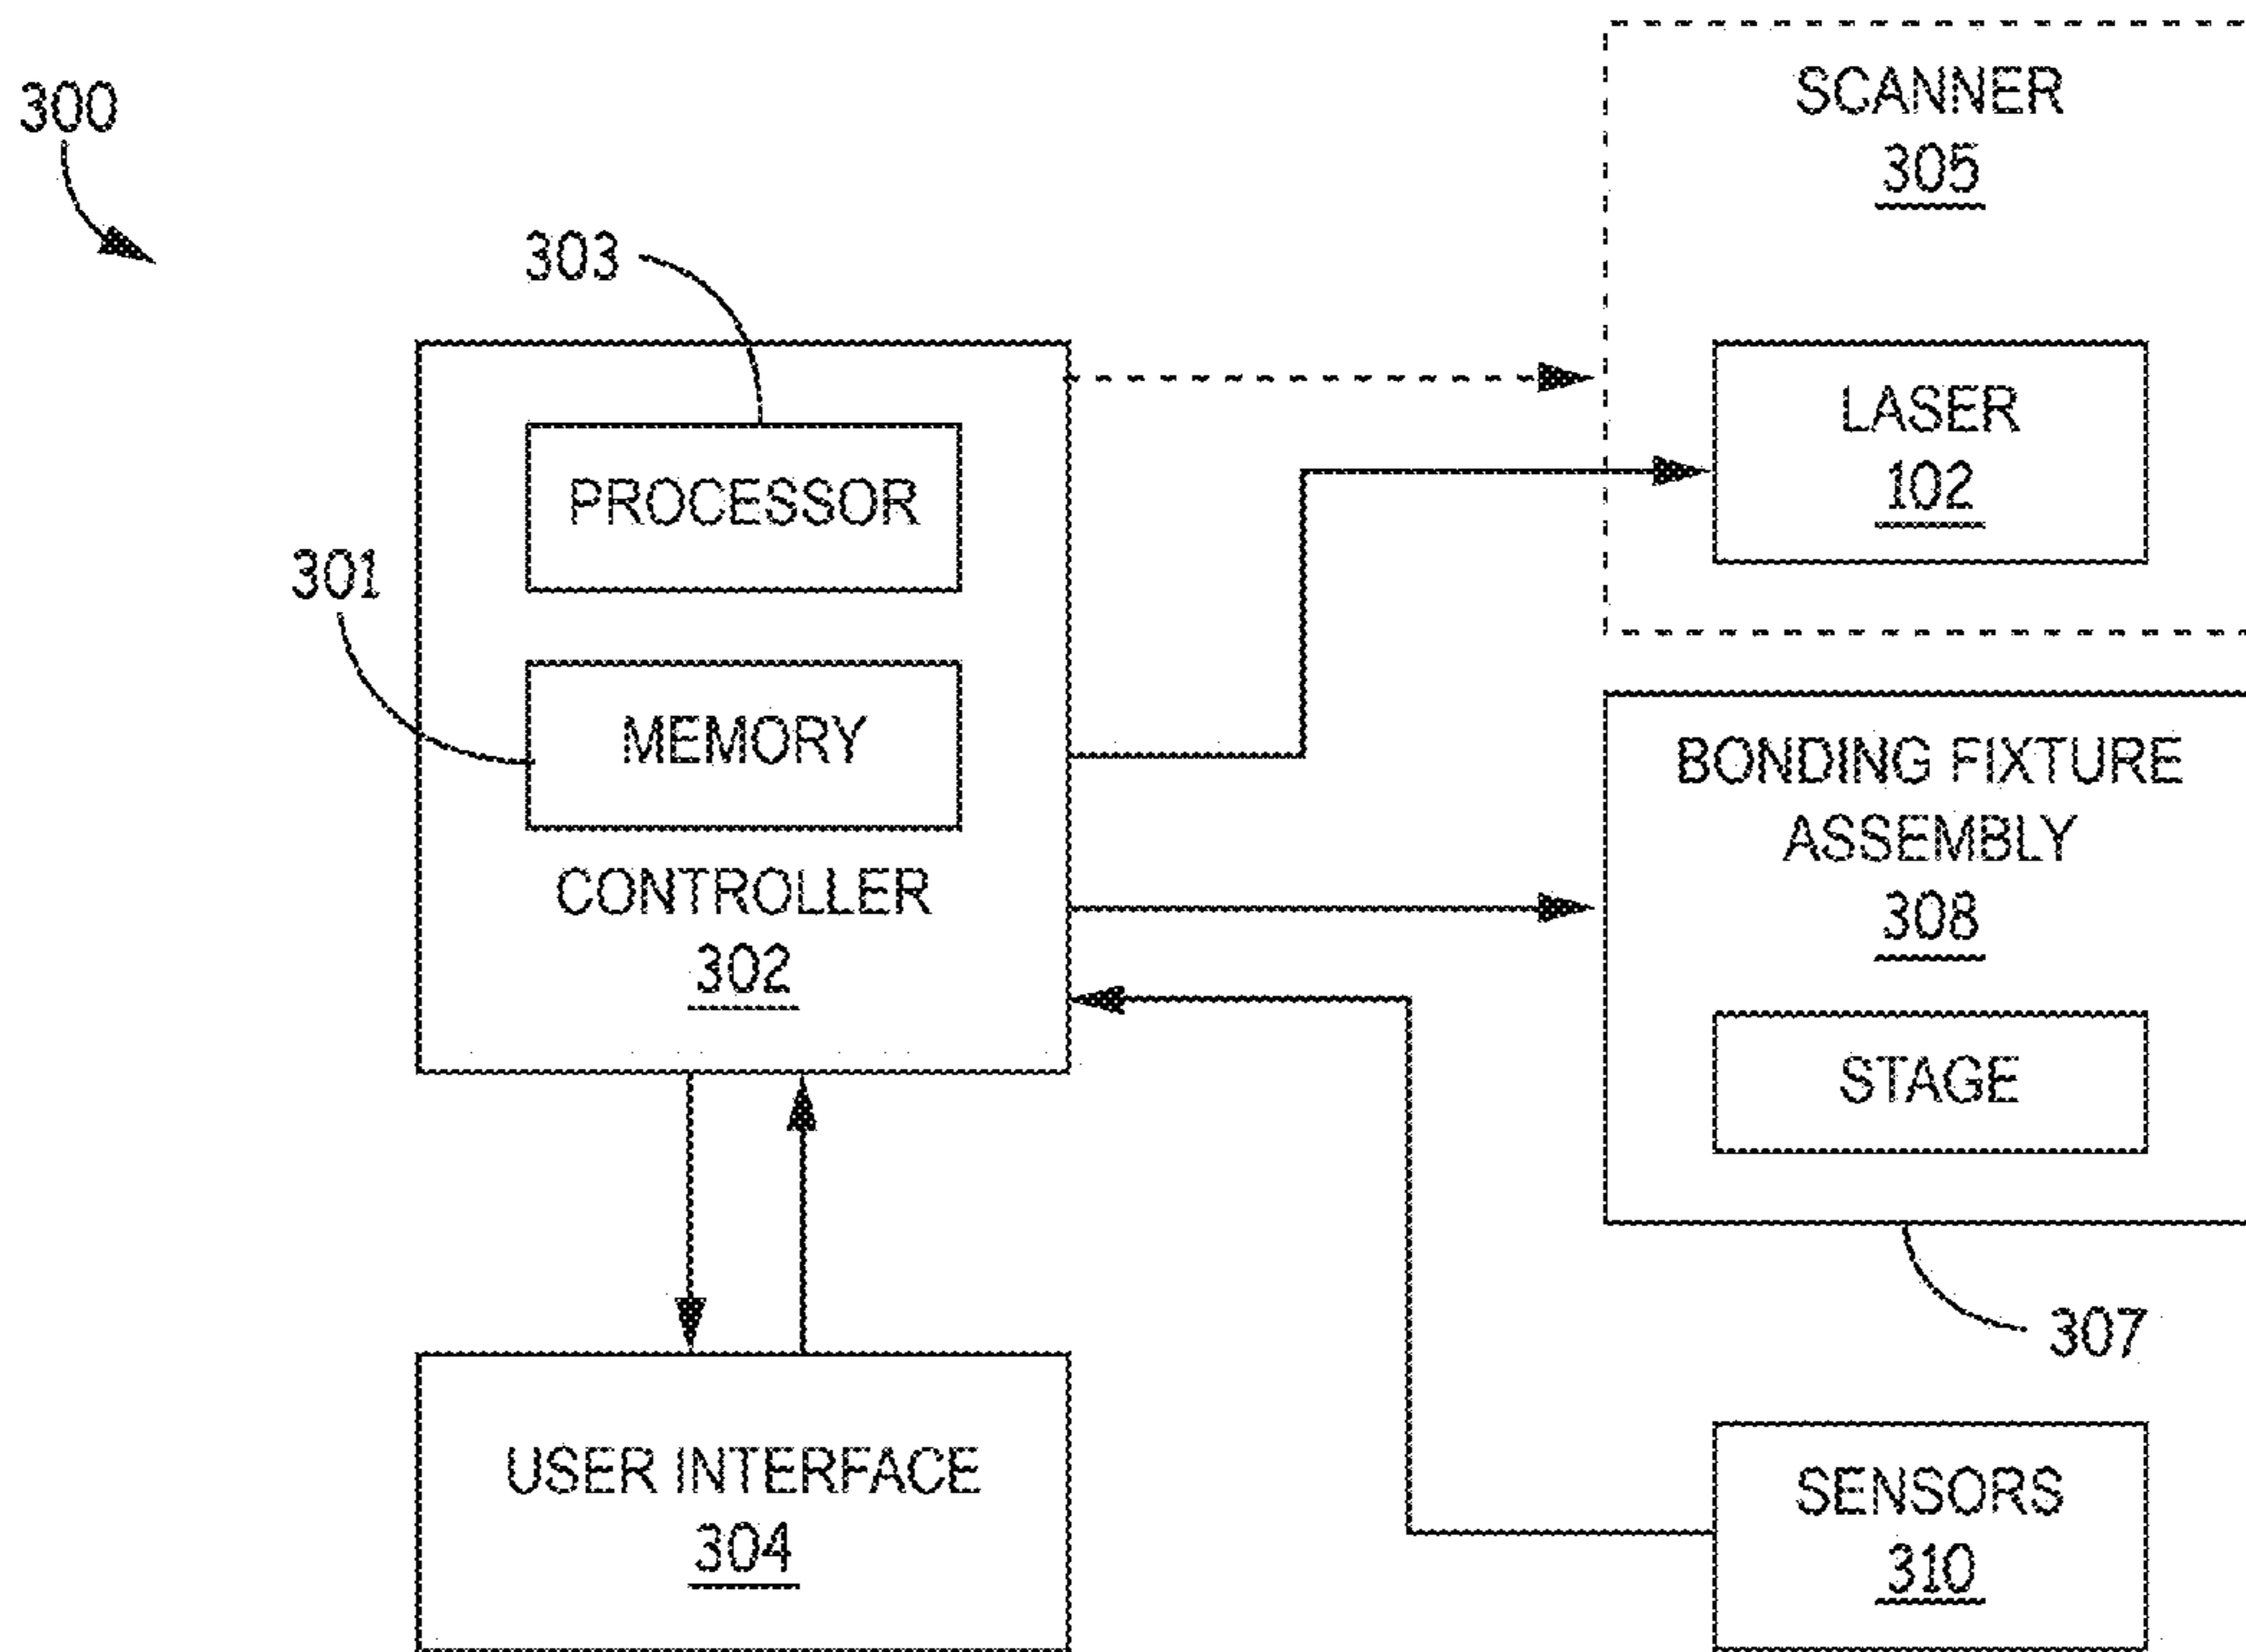 300
303
PROCESSOR
301
MEMORY
CONTROLLER
302
USER INTERFACE
304
SCANNER
305
LASER
102
BONDING FIXTURE
ASSEMBLY
308
STAGE
307
SENSORS
310